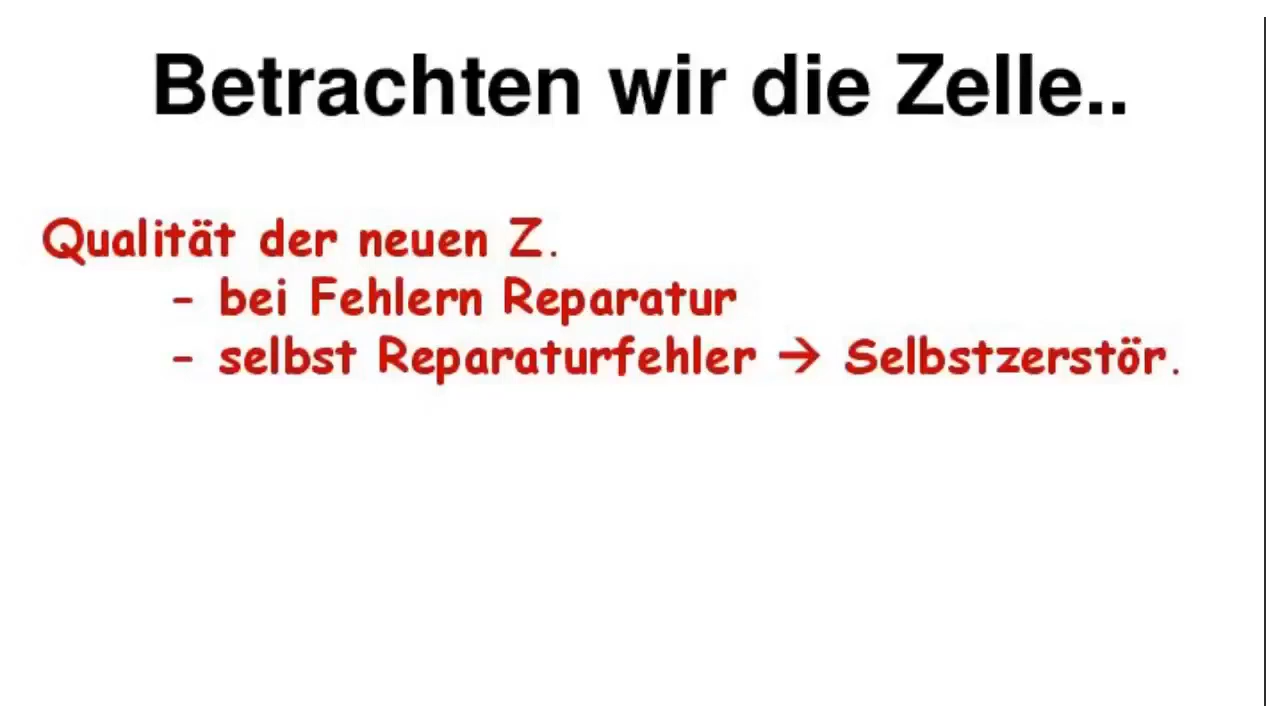 Betrachten wir die Zelle..
Qualität der neuen Z.
- bei Fehlern Reparatur
- selbst Reparaturfehler → Selbstzerstör.